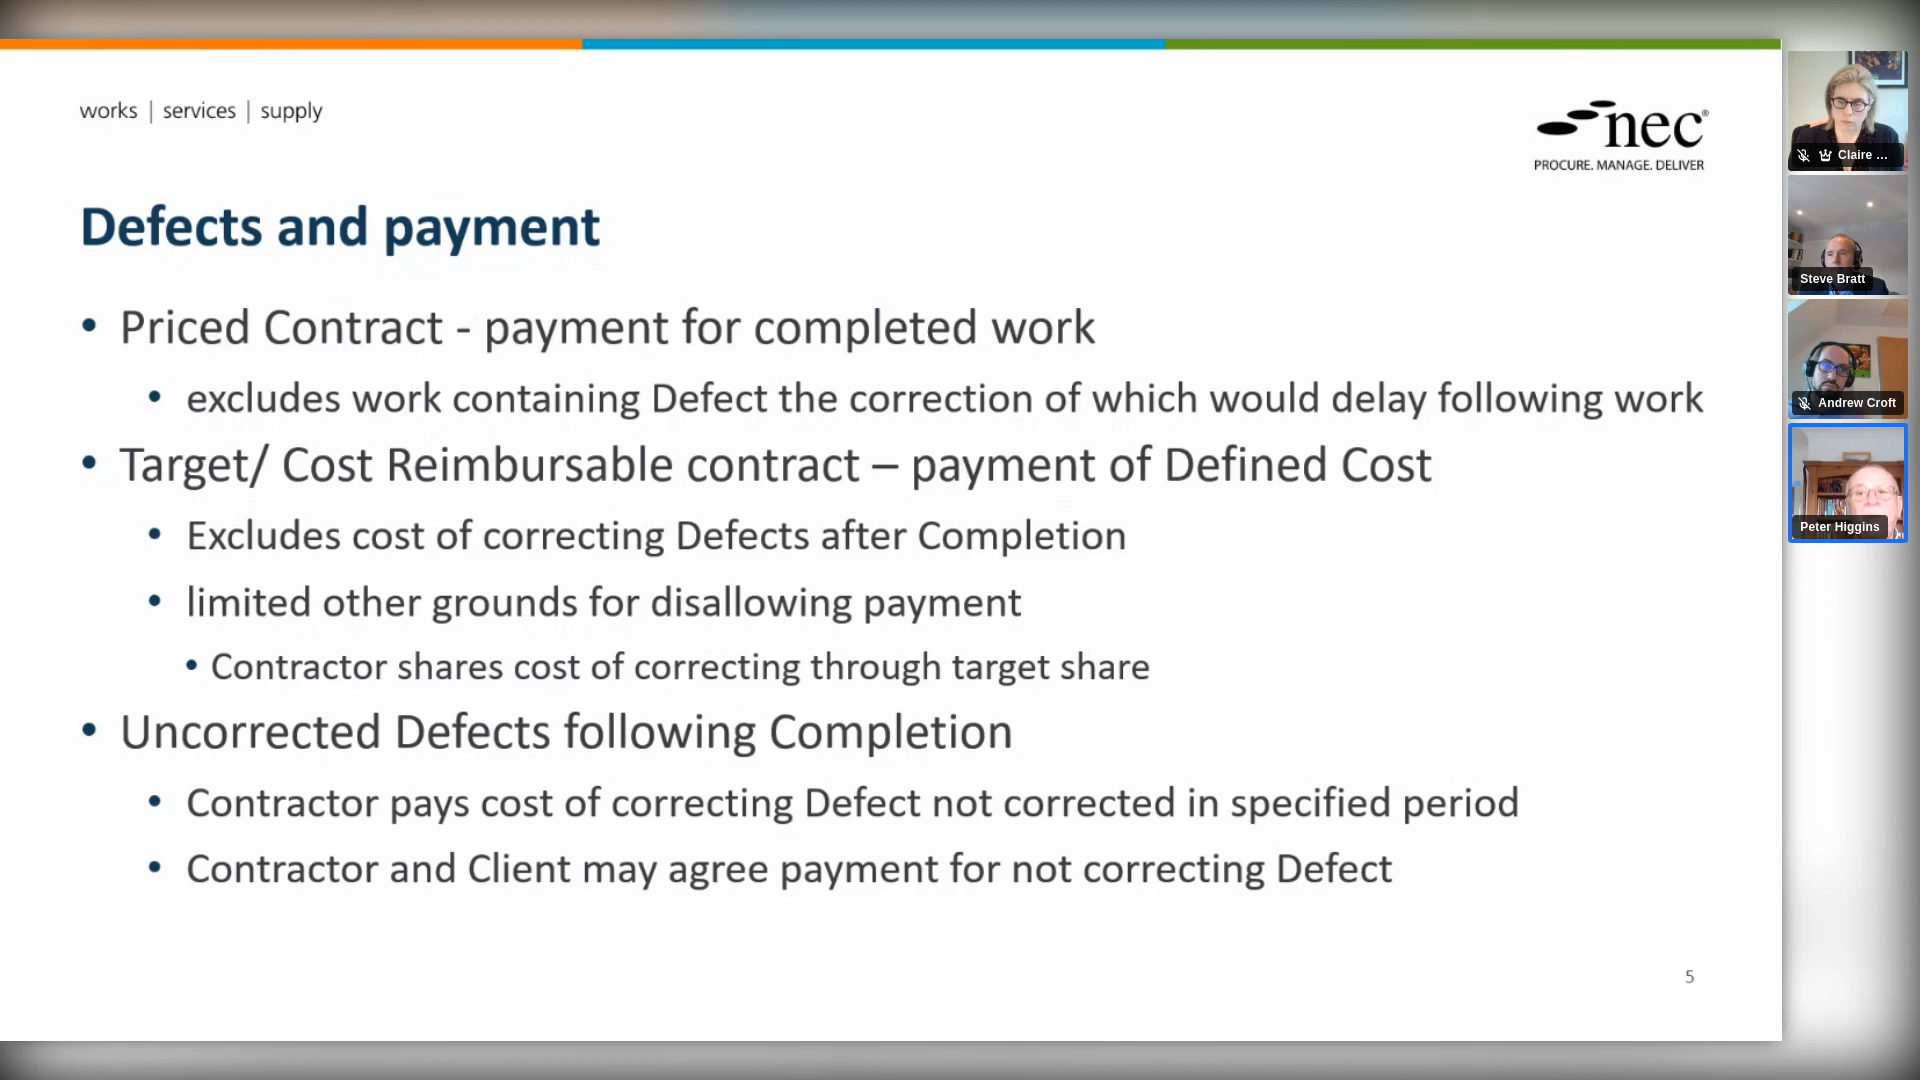 works | services | supply
nec®
PROCURE. MANAGE. DELIVER
Defects and payment
• Priced Contract - payment for completed work
• excludes work containing Defect the correction of which would delay following work
• Target/ Cost Reimbursable contract – payment of Defined Cost
• Excludes cost of correcting Defects after Completion
• limited other grounds for disallowing payment
• Contractor shares cost of correcting through target share
• Uncorrected Defects following Completion
• Contractor pays cost of correcting Defect not corrected in specified period
• Contractor and Client may agree payment for not correcting Defect
5
Claire ...
Steve Bratt
Andrew Croft
Peter Higgins